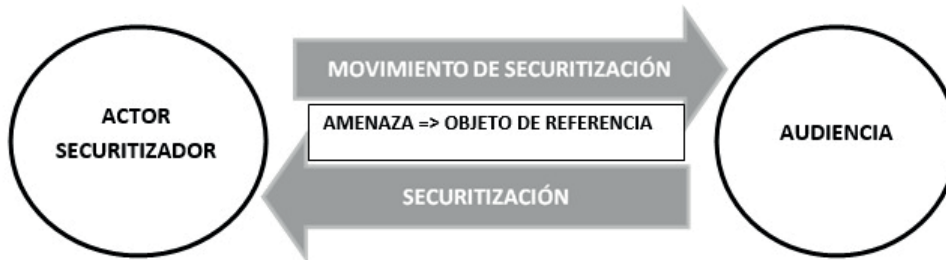 ACTOR
SECURITIZADOR
MOVIMIENTO DE SECURITIZACIÓN
AMENAZA => OBJETO DE REFERENCIA
SECURITIZACIÓN
AUDIENCIA